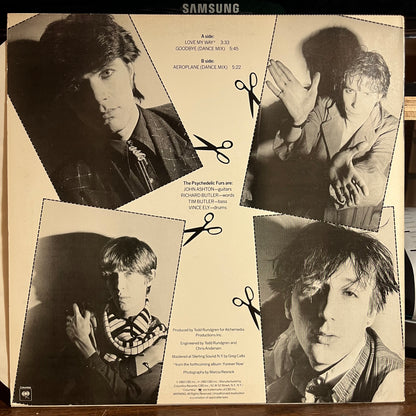 SAMSUNG
A side:
LOVE MY WAY* 3:33
GOODBYE (DANCE MIX) 5:45
B side:
AEROPLANE (DANCE MIX) 5:22
The Psychedelic Furs are:
JOHN ASHTON—guitars
RICHARD BUTLER—words
TIM BUTLER—bass
VINCE ELY—drums
Produced by Todd Rundgren for Alchemedia
Productions Inc.
Engineered by Todd Rundgren and
Chris Andersen
Mastered at Sterling Sound N.Y. by Greg Calbi
*from the forthcoming album 'Forever Now'
Photographs by Marcia Resnick